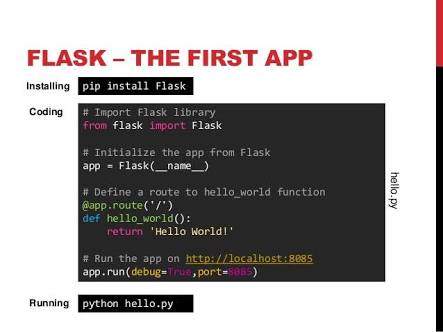 FLASK – THE FIRST APP
Installing
pip install Flask
Coding
# Import Flask library
from flask import Flask
# Initialize the app from Flask
app = Flask(__name__)
# Define a route to hello_world function
@app.route('/')
def hello_world():
    return 'Hello World!'
# Run the app on http://localhost:8085
app.run(debug=True,port=8085)
hello.py
Running
python hello.py